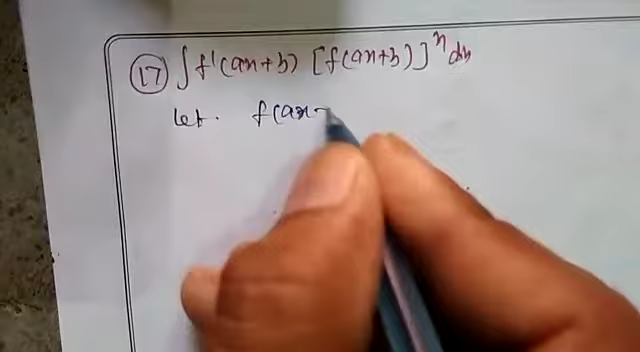 17 ∫ f'(ax+b) [f(ax+b)]^n dx
let. f(ax